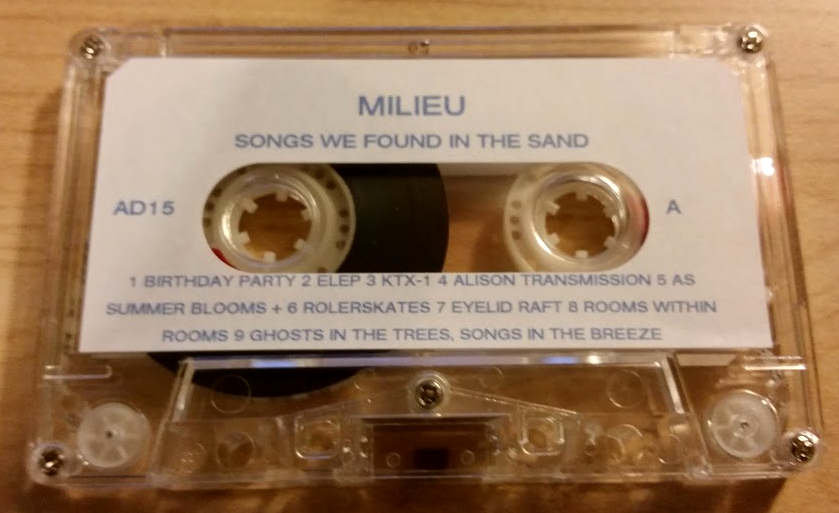 MILIEU
SONGS WE FOUND IN THE SAND
AD15
A
1 BIRTHDAY PARTY 2 ELEP 3 KTX-1 4 ALISON TRANSMISSION 5 AS
SUMMER BLOOMS + 6 ROLERSKATES 7 EYELID RAFT 8 ROOMS WITHIN
ROOMS 9 GHOSTS IN THE TREES, SONGS IN THE BREEZE